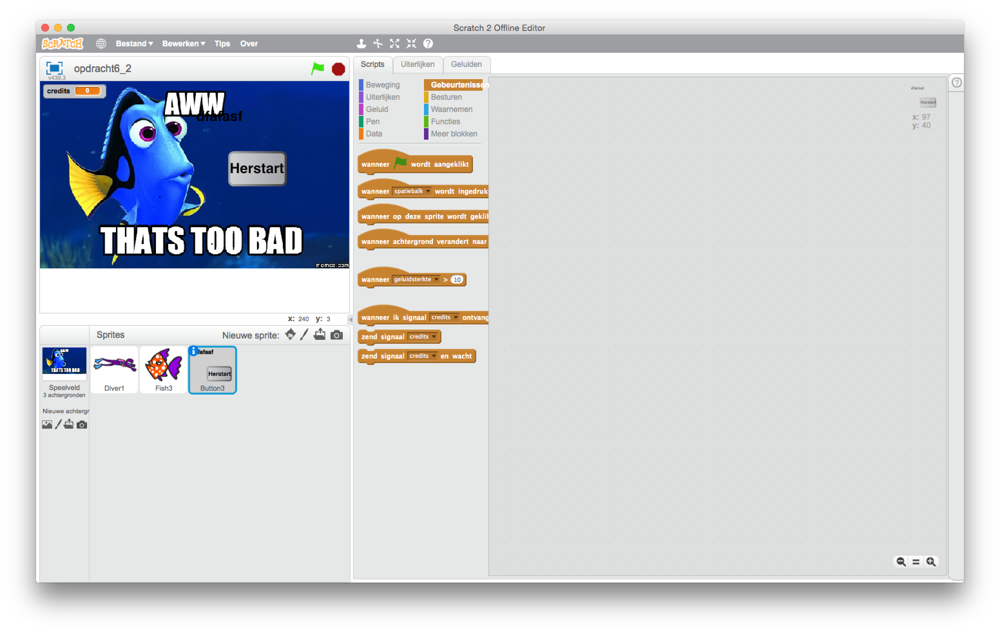 Scratch 2 Offline Editor
SCRATCH Bestand Bewerken Tips Over
opdracht6_2
v439.3
credits 0
AWW
dfafasf
Herstart
THATS TOO BAD
memes.com
x: 240 y: 3
Sprites Nieuwe sprite:
AWW
THATS TOO BAD
Speelveld
3 achtergronden
Nieuwe achtergr
Diver1
Fish3
fafasf
Herstart
Button3
Scripts Uiterlijken Geluiden
Beweging Gebeurtenissen
Uiterlijken Besturen
Geluid Waarnemen
Pen Functies
Data Meer blokken
wanneer wordt aangeklikt
wanneer spatiebalk wordt ingedruk
wanneer op deze sprite wordt geklik
wanneer achtergrond verandert naar
wanneer geluidsterkte > 10
wanneer ik signaal credits ontvang
zend signaal credits
zend signaal credits en wacht
dfafasf
Herstart
x: 97
y: 40